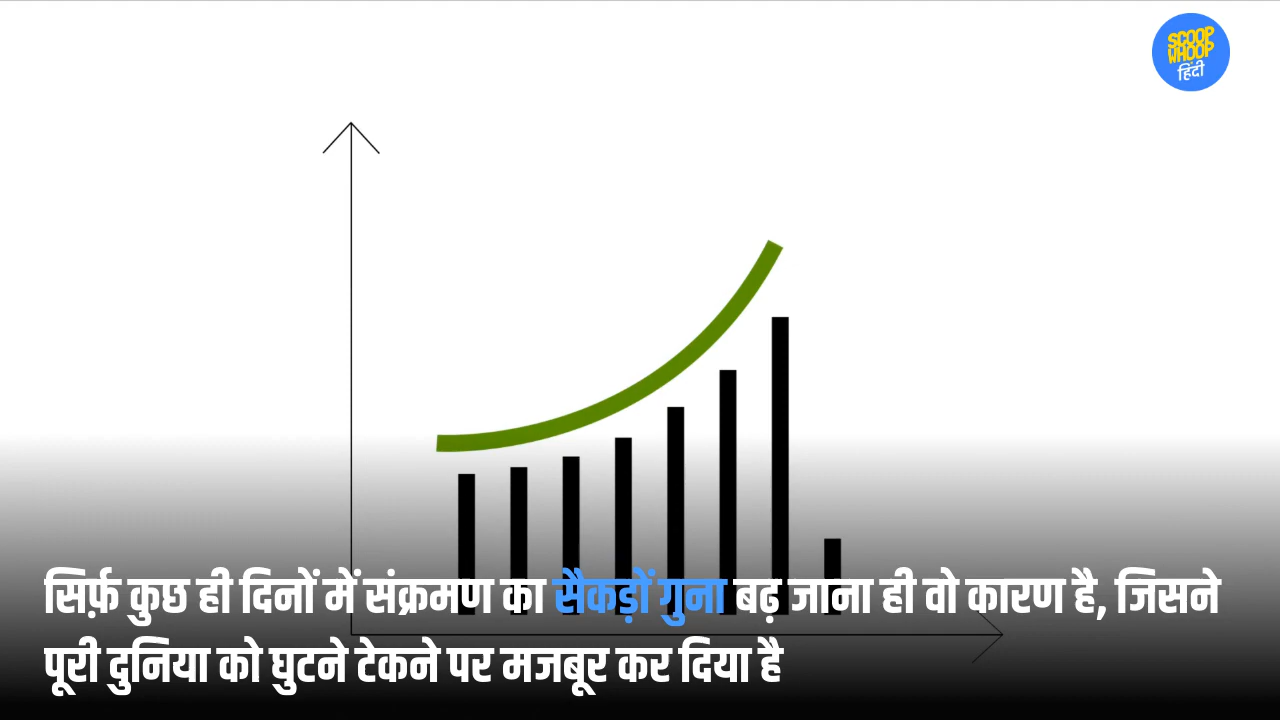 SCOOP
WHOOP
हिंदी
सिर्फ़ कुछ ही दिनों में संक्रमण का सैकड़ों गुना बढ़ जाना ही वो कारण है, जिसने
पूरी दुनिया को घुटने टेकने पर मजबूर कर दिया है